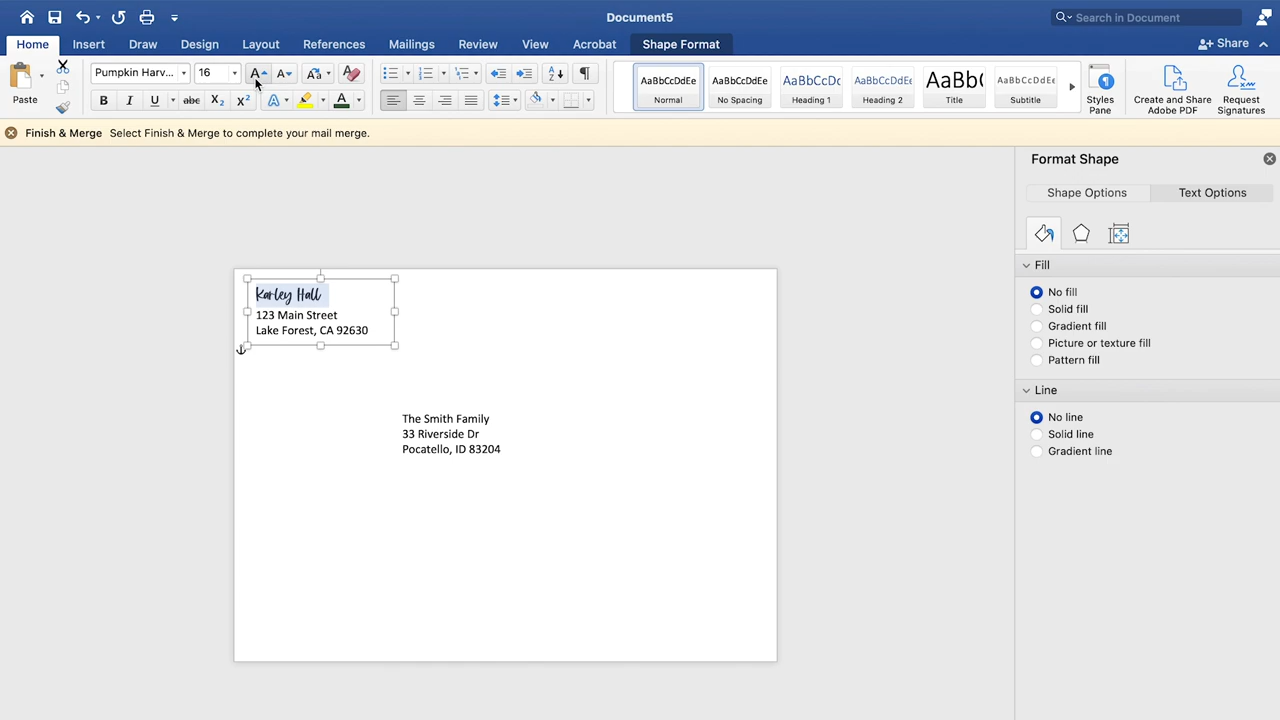 Document5
Search in Document
Home Insert Draw Design Layout References Mailings Review View Acrobat Shape Format
Share
Paste
Pumpkin Harv... 16
AaBbCcDdEe
Normal
AaBbCcDdEe
No Spacing
AaBbCcDc
Heading 1
AaBbCcDdEe
Heading 2
AaBb(
Title
AaBbCcDdEe
Subtitle
Styles
Pane
Create and Share
Adobe PDF
Request
Signatures
Finish & Merge Select Finish & Merge to complete your mail merge.
Format Shape
Shape Options Text Options
Fill
No fill
Solid fill
Gradient fill
Picture or texture fill
Pattern fill
Line
No line
Solid line
Gradient line
Karley Hall
123 Main Street
Lake Forest, CA 92630
The Smith Family
33 Riverside Dr
Pocatello, ID 83204